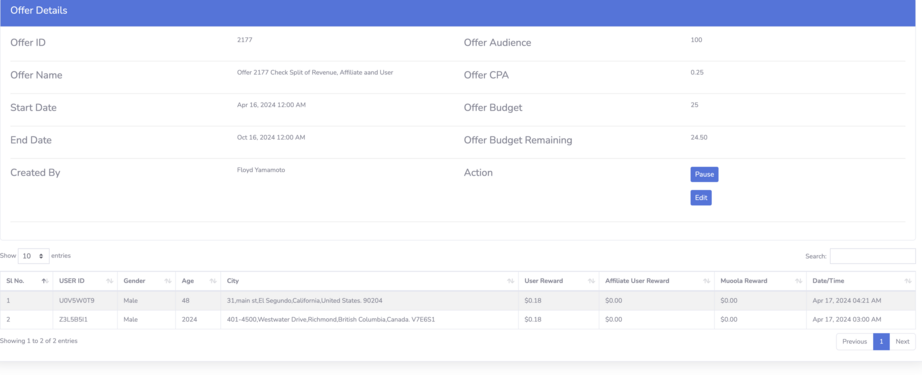 Offer Details
Offer ID 2177 Offer Audience 100
Offer Name Offer 2177 Check Split of Revenue, Affiliate aand User Offer CPA 0.25
Start Date Apr 16, 2024 12:00 AM Offer Budget 25
End Date Oct 16, 2024 12:00 AM Offer Budget Remaining 24.50
Created By Floyd Yamamoto Action Pause
Edit
Show 10 entries Search:
Sl No. USER ID Gender Age City User Reward Affiliate User Reward Muoola Reward Date/Time
1 U0V5W0T9 Male 48 31,main st,El Segundo,California,United States. 90204 $0.18 $0.00 $0.00 Apr 17, 2024 04:21 AM
2 Z3L5B5I1 Male 2024 401-4500,Westwater Drive,Richmond,British Columbia,Canada. V7E6S1 $0.18 $0.00 $0.00 Apr 17, 2024 03:00 AM
Showing 1 to 2 of 2 entries Previous 1 Next